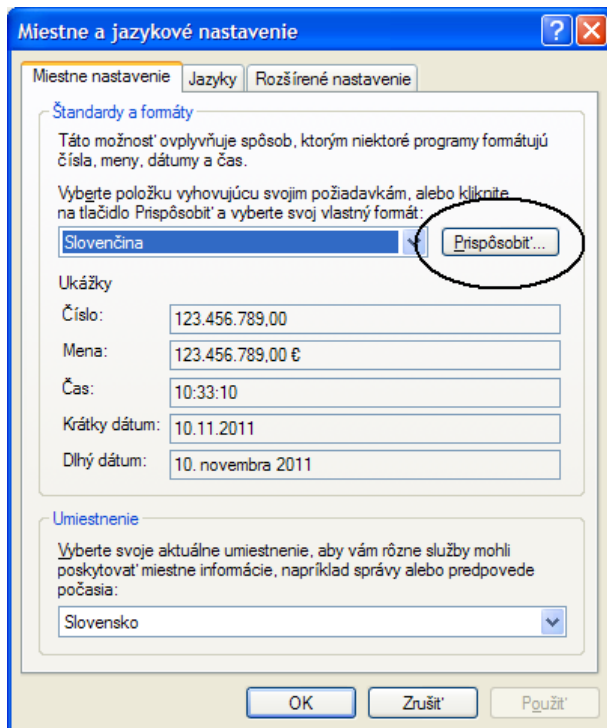 Miestne a jazykové nastavenie
Miestne nastavenie Jazyky Rozšírené nastavenie
Štandardy a formáty
Táto možnosť ovplyvňuje spôsob, ktorým niektoré programy formátujú
čísla, meny, dátumy a čas.
Vyberte položku vyhovujúcu svojim požiadavkám, alebo kliknite
na tlačidlo Prispôsobiť a vyberte svoj vlastný formát:
Slovenčina Prispôsobiť...
Ukážky
Číslo: 123.456.789,00
Mena: 123.456.789,00 €
Čas: 10:33:10
Krátky dátum: 10.11.2011
Dlhý dátum: 10. novembra 2011
Umiestnenie
Vyberte svoje aktuálne umiestnenie, aby vám rôzne služby mohli
poskytovať miestne informácie, napríklad správy alebo predpovede
počasia:
Slovensko
OK Zrušiť Použiť